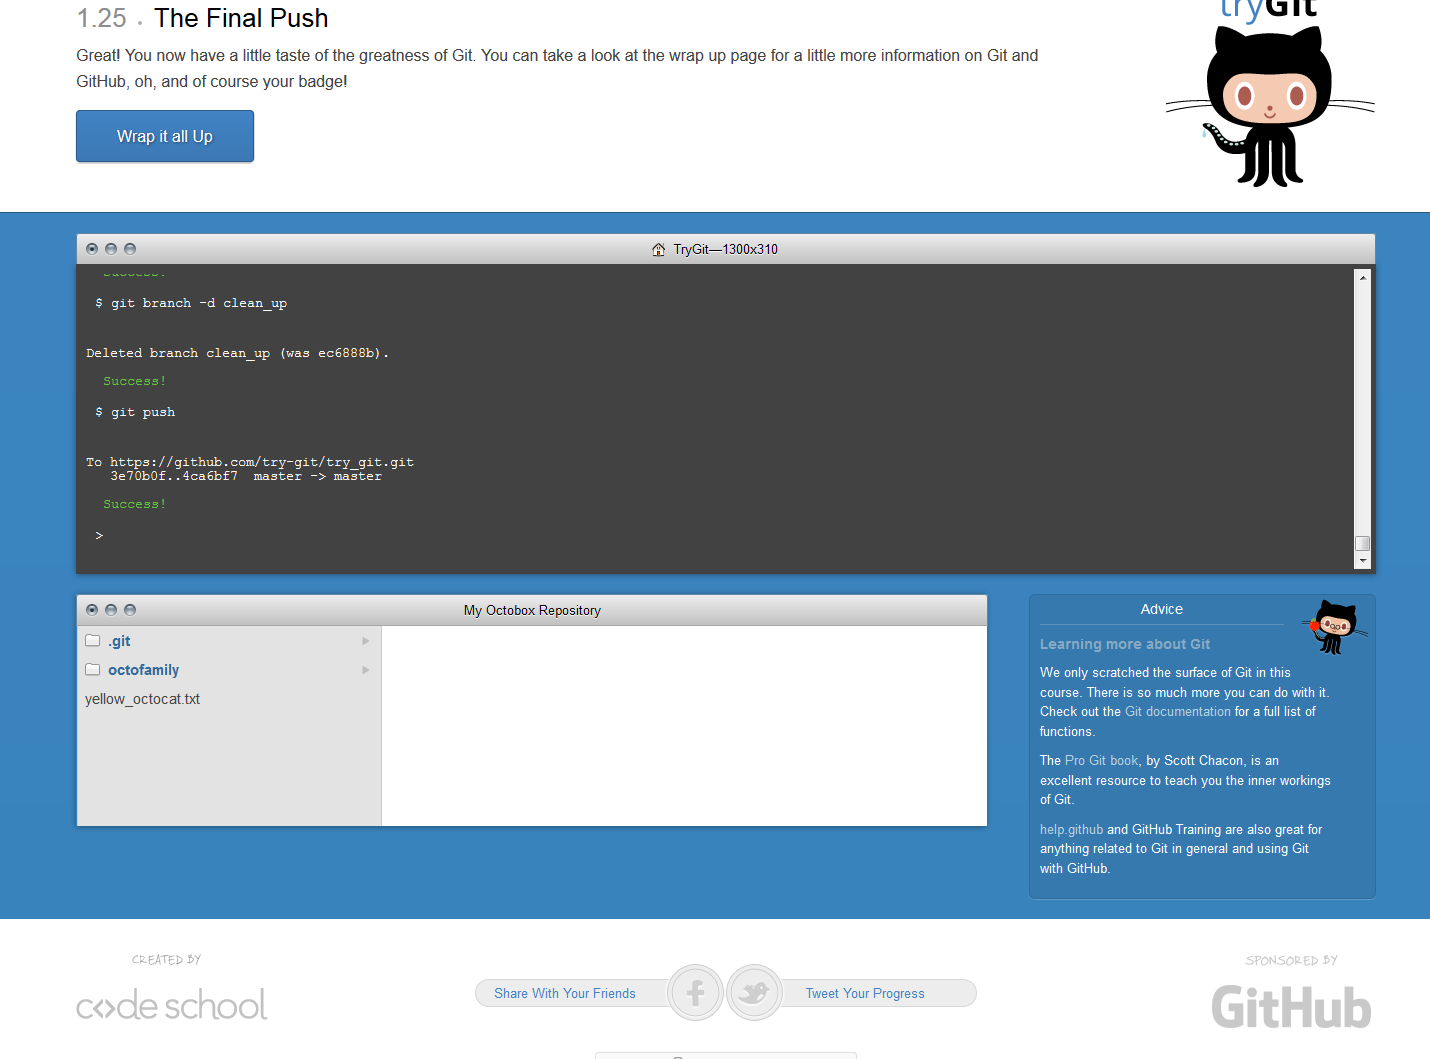 tryGit
1.25 . The Final Push
Great! You now have a little taste of the greatness of Git. You can take a look at the wrap up page for a little more information on Git and
GitHub, oh, and of course your badge!
Wrap it all Up
TryGit—1300x310
Success!
$ git branch -d clean_up
Deleted branch clean_up (was ec6888b).
Success!
$ git push
To https://github.com/try-git/try_git.git
3e70b0f..4ca6bf7  master -> master
Success!
>
My Octobox Repository
.git
octofamily
yellow_octocat.txt
Advice
Learning more about Git
We only scratched the surface of Git in this
course. There is so much more you can do with it.
Check out the Git documentation for a full list of
functions.
The Pro Git book, by Scott Chacon, is an
excellent resource to teach you the inner workings
of Git.
help.github and GitHub Training are also great for
anything related to Git in general and using Git
with GitHub.
CREATED BY
code school
Share With Your Friends
Tweet Your Progress
SPONSORED BY
GitHub